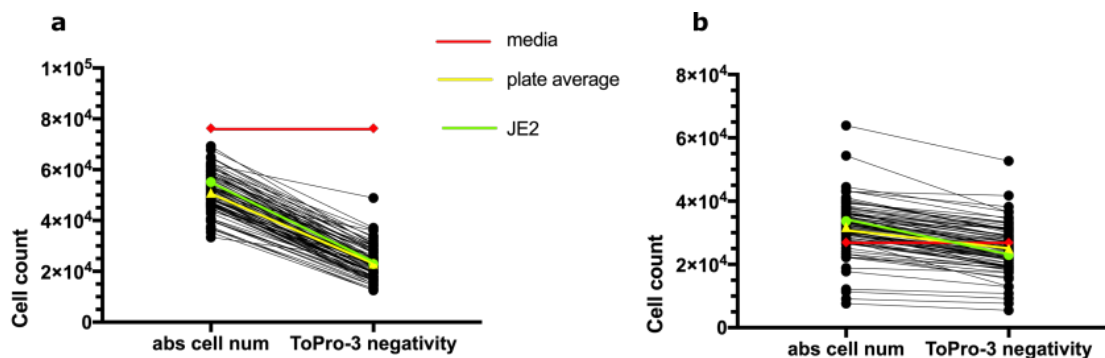 a
Cell count
1×10⁵
8×10⁴
6×10⁴
4×10⁴
2×10⁴
0
abs cell num ToPro-3 negativity
media
plate average
JE2
b
Cell count
8×10⁴
6×10⁴
4×10⁴
2×10⁴
0
abs cell num ToPro-3 negativity